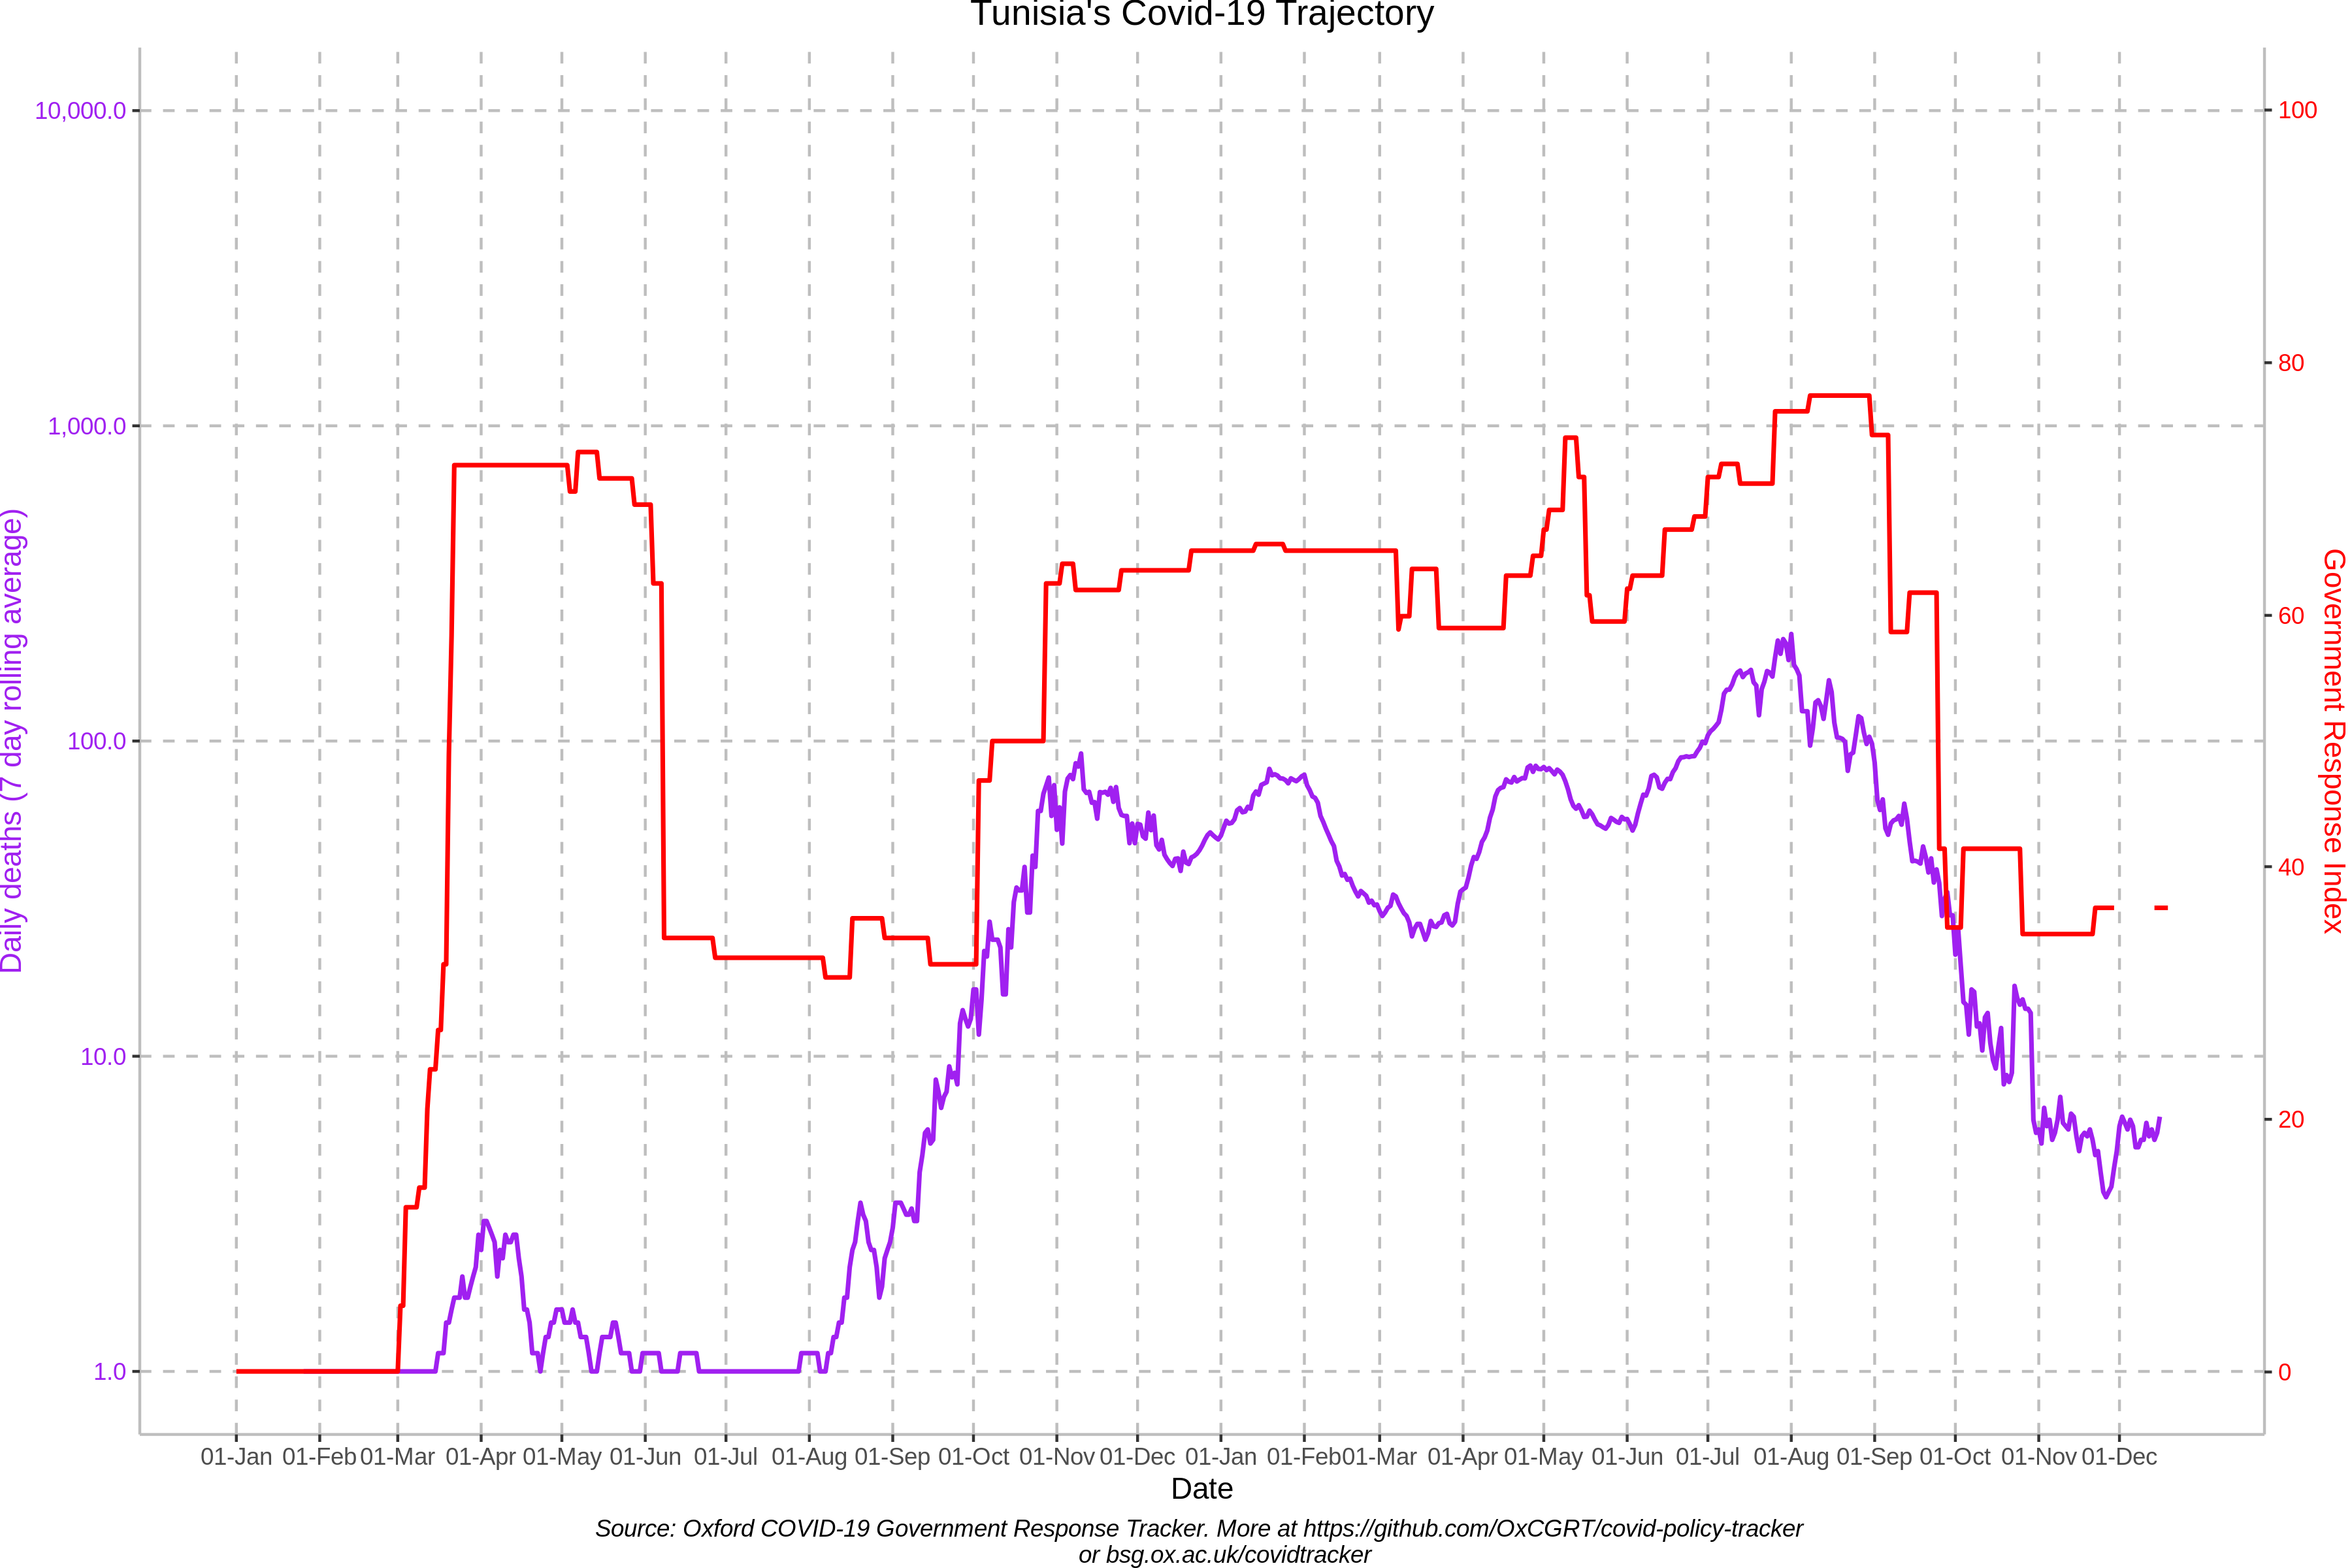 Tunisia's Covid-19 Trajectory
10,000.0
1,000.0
100.0
10.0
1.0
Daily deaths (7 day rolling average)
100
80
60
40
20
0
Government Response Index
01-Jan 01-Feb 01-Mar 01-Apr 01-May 01-Jun 01-Jul 01-Aug 01-Sep 01-Oct 01-Nov 01-Dec 01-Jan 01-Feb 01-Mar 01-Apr 01-May 01-Jun 01-Jul 01-Aug 01-Sep 01-Oct 01-Nov 01-Dec
Date
Source: Oxford COVID-19 Government Response Tracker. More at https://github.com/OxCGRT/covid-policy-tracker
or bsg.ox.ac.uk/covidtracker